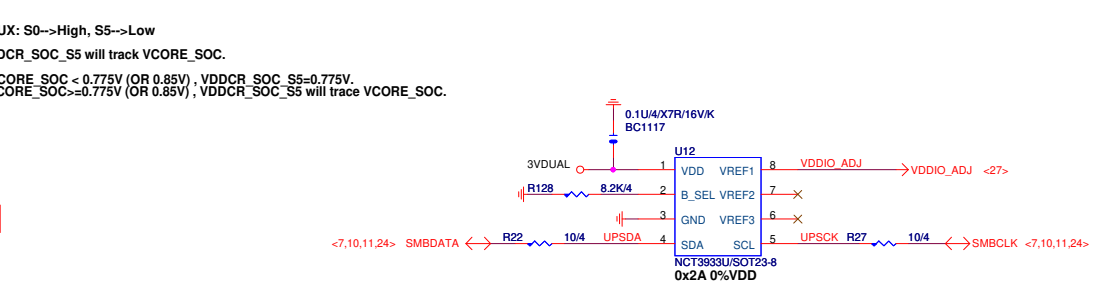 UX: S0-->High, S5-->Low
DCR_SOC_S5 will track VCORE_SOC.
CORE_SOC < 0.775V (OR 0.85V) , VDDCR_SOC_S5=0.775V.
CORE_SOC>=0.775V (OR 0.85V) , VDDCR_SOC_S5 will trace VCORE_SOC.
0.1U/4/X7R/16V/K
BC1117
U12
3VDUAL 1 VDD VREF1 8 VDDIO_ADJ VDDIO_ADJ <27>
R128 8.2K/4 2 B_SEL VREF2 7
3 GND VREF3 6
<7,10,11,24> SMBDATA R22 10/4 UPSDA 4 SDA SCL 5 UPSCK R27 10/4 SMBCLK <7,10,11,24>
NCT3933U/SOT23-8
0x2A 0%VDD